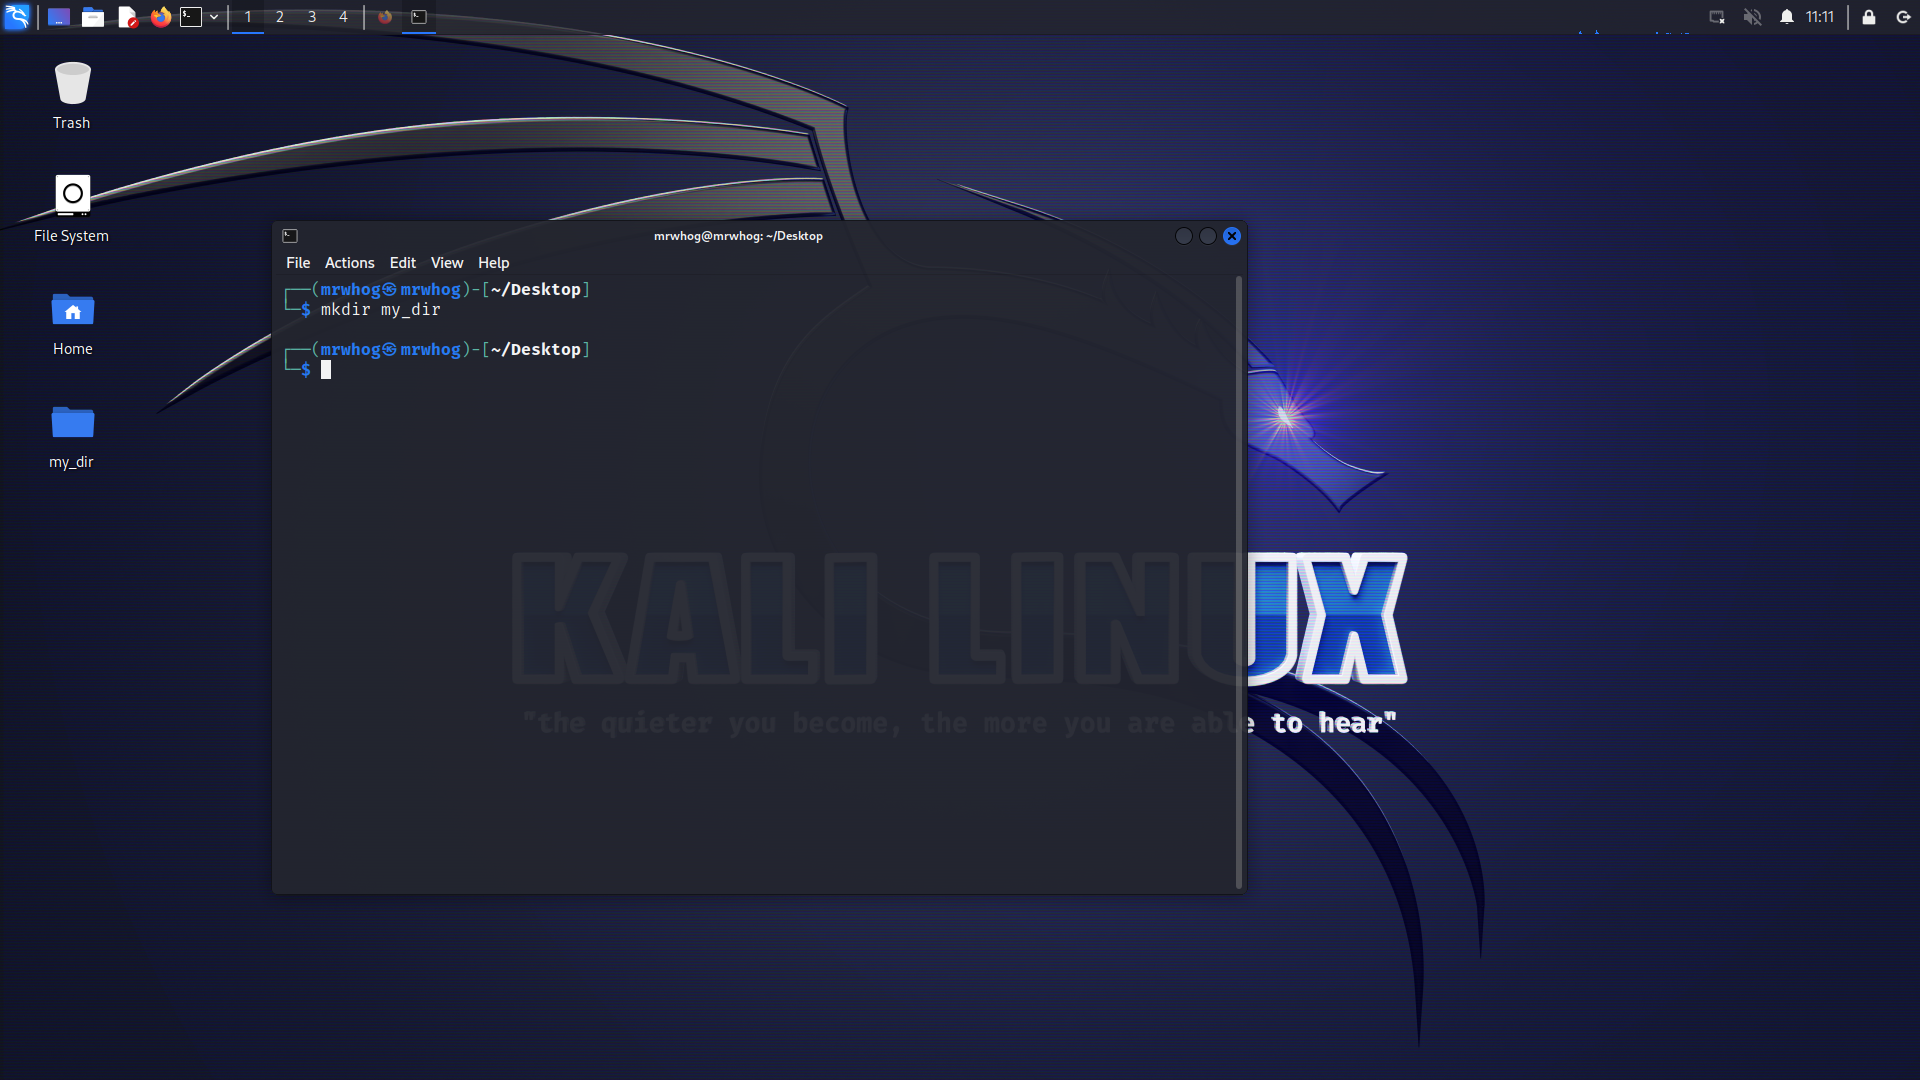 1 2 3 4
11:11
Trash
File System
Home
my_dir
mrwhog@mrwhog: ~/Desktop
File Actions Edit View Help
┌──(mrwhog㉿mrwhog)-[~/Desktop]
└─$ mkdir my_dir
┌──(mrwhog㉿mrwhog)-[~/Desktop]
└─$
KALI LINUX
"the quieter you become, the more you are able to hear"